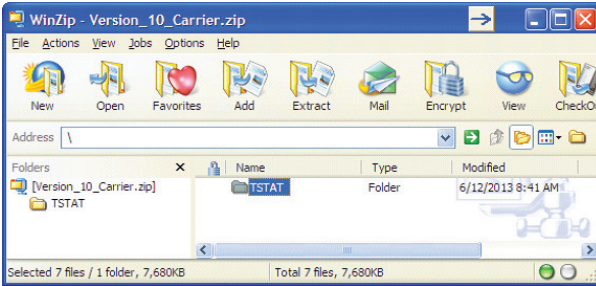 WinZip - Version_10_Carrier.zip
File Actions View Jobs Options Help
New Open Favorites Add Extract Mail Encrypt View CheckO
Address \
Folders Name Type Modified
[Version_10_Carrier.zip] TSTAT Folder 6/12/2013 8:41 AM
TSTAT
Selected 7 files / 1 folder, 7,680KB Total 7 files, 7,680KB